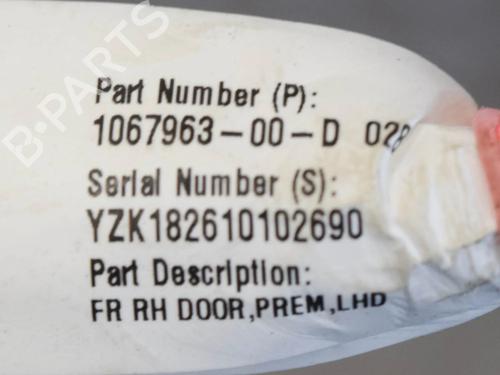 B-PARTS
Part Number (P):
1067963-00-D
Serial Number (S):
YZK182610102690
Part Description:
FR RH DOOR,PREM,LHD